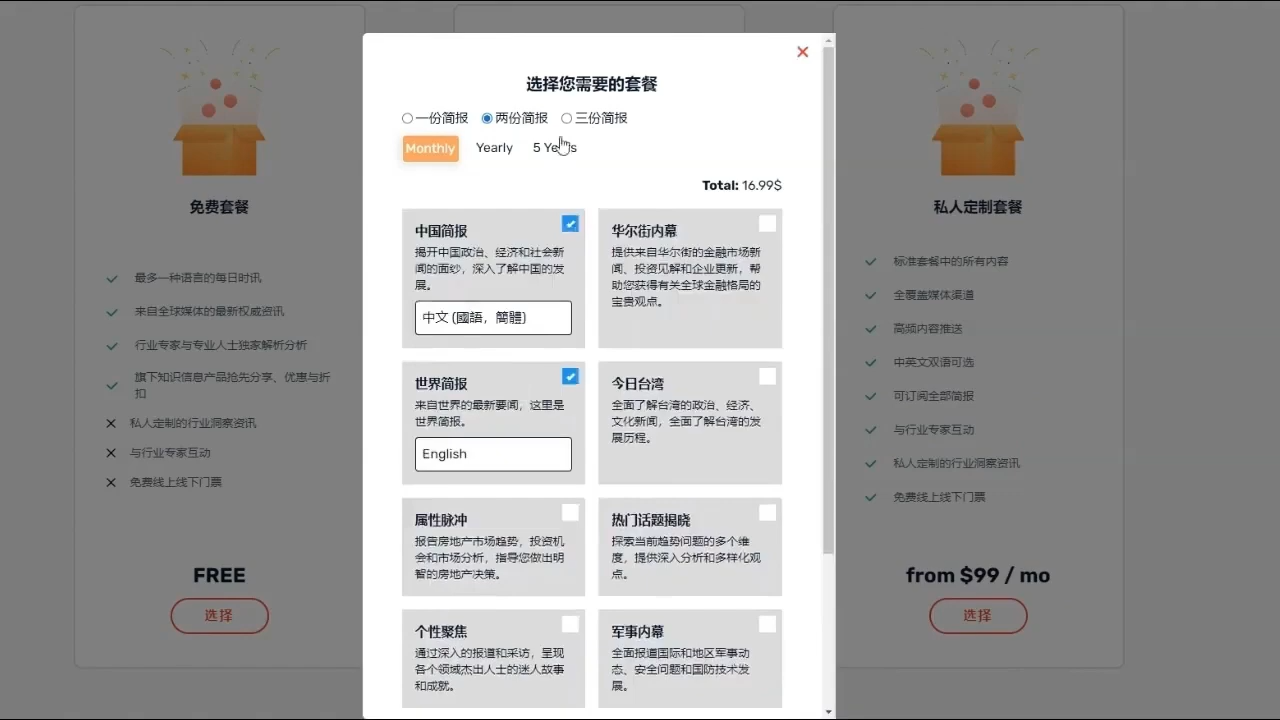 选择您需要的套餐
一份简报 两份简报 三份简报
Monthly Yearly 5
Total: 16.99$
中国简报
揭开中国政治、经济和社会新
闻的面纱，深入了解中国的发
展。
中文 (國語，簡體)
华尔街内幕
提供来自华尔街的金融市场新
闻、投资见解和企业更新，帮
助您获得有关全球金融格局的
宝贵观点。
世界简报
来自世界的最新要闻，这里是
世界简报。
English
今日台湾
全面了解台湾的政治、经济、
文化新闻，全面了解台湾的发
展历程。
属性脉冲
报告房地产市场趋势，投资机
会和市场分析，指导您做出明
智的房地产决策。
热门话题揭晓
探索当前趋势问题的多个维
度，提供深入分析和多样化观
点。
个性聚焦
通过深入的报道和采访，呈现
各个领域杰出人士的迷人故事
和成就。
军事内幕
全面报道国际和地区军事动
态、安全问题和国防技术发
展。
免费套餐
最多一种语言的每日时讯
来自全球媒体的最新权威资讯
行业专家与专业人士独家解析分析
旗下知识信息产品抢先分享、优惠与折
扣
私人定制的行业洞察资讯
与行业专家互动
免费线上线下门票
FREE
选择
私人定制套餐
标准套餐中的所有内容
全覆盖媒体渠道
高频内容推送
中英文双语可选
可订阅全部简报
与行业专家互动
私人定制的行业洞察资讯
免费线上线下门票
from $99 / mo
选择